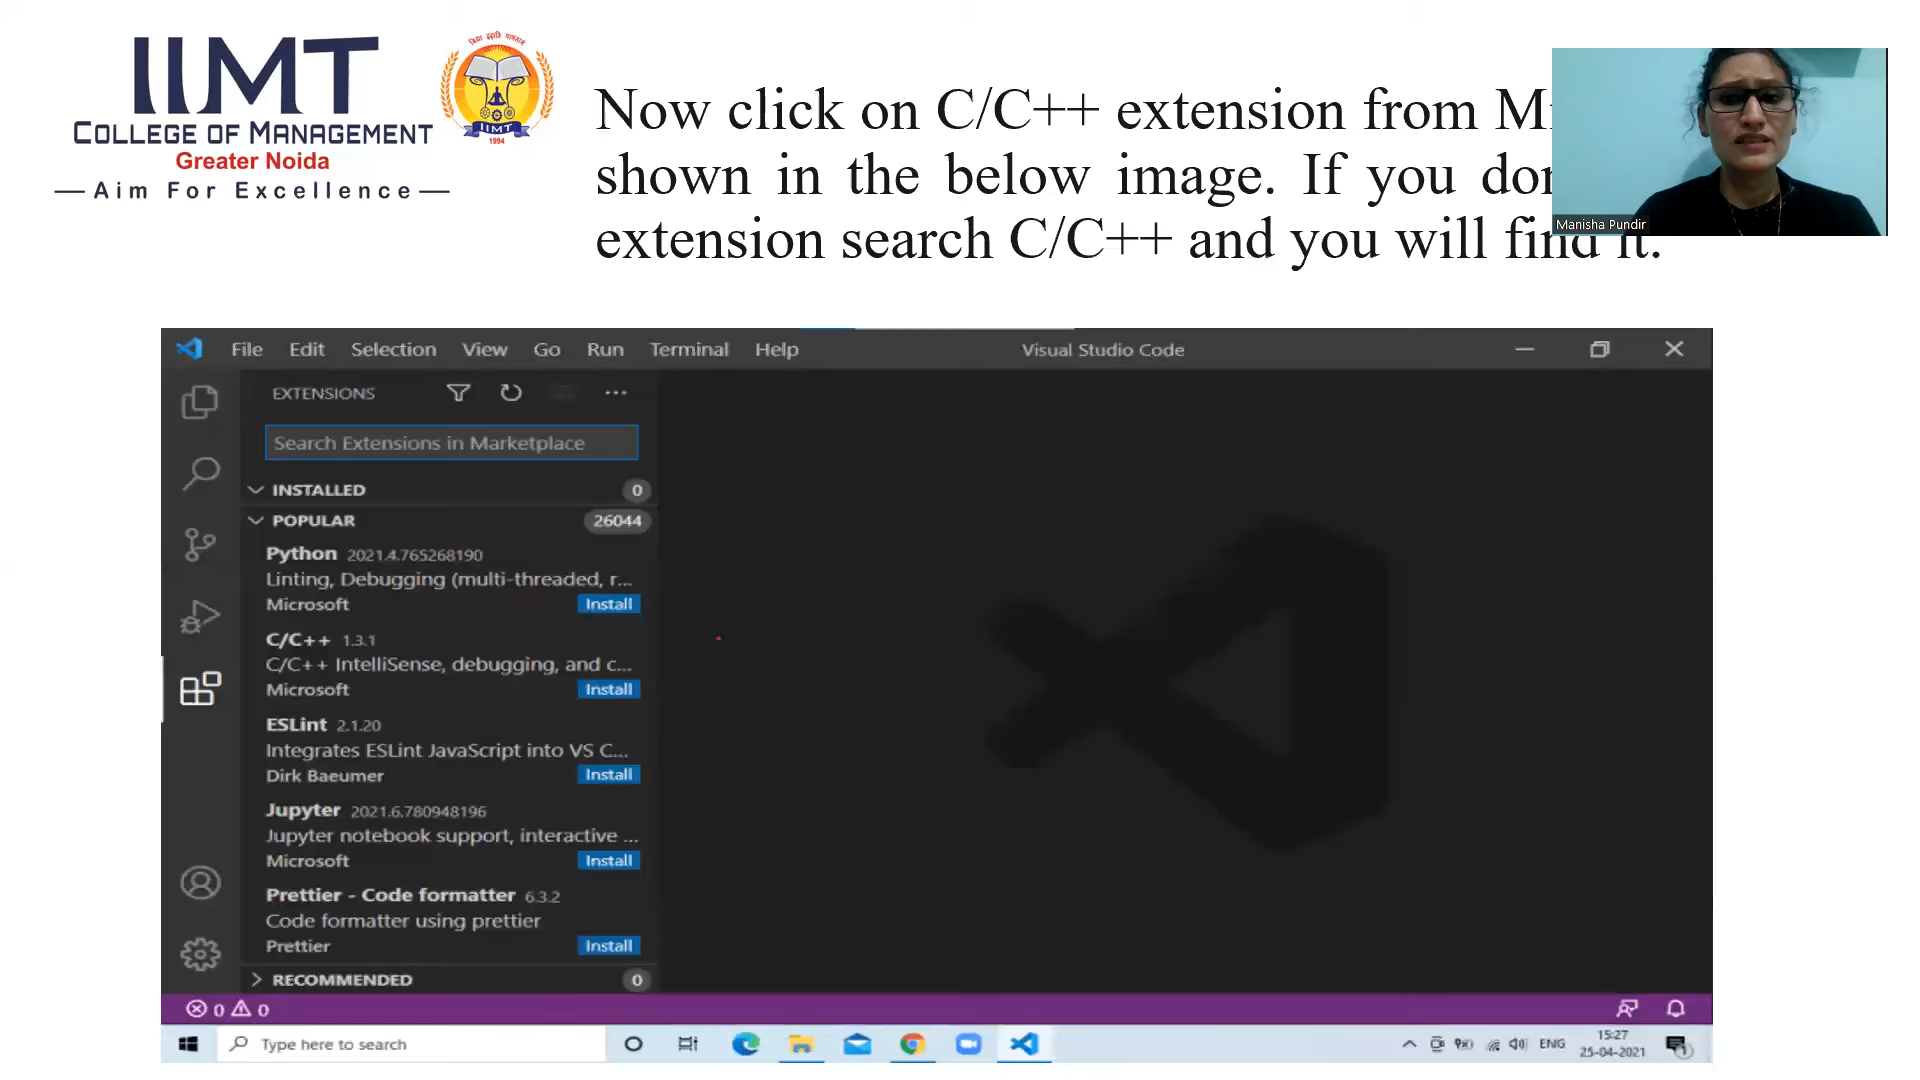 IIMT
COLLEGE OF MANAGEMENT
Greater Noida
— Aim For Excellence —
विद्या ददाति पात्रताम्
IIMT
1994
Now click on C/C++ extension from
shown in the below image. If you
extension search C/C++ and you will find it.
Manisha Pundir
File Edit Selection View Go Run Terminal Help
Visual Studio Code
EXTENSIONS
Search Extensions in Marketplace
INSTALLED 0
POPULAR 26044
Python 2021.4.765268190
Linting, Debugging (multi-threaded, r...
Microsoft Install
C/C++ 1.3.1
C/C++ IntelliSense, debugging, and c...
Microsoft Install
ESLint 2.1.20
Integrates ESLint JavaScript into VS C...
Dirk Baeumer Install
Jupyter 2021.6.780948196
Jupyter notebook support, interactive ...
Microsoft Install
Prettier - Code formatter 6.3.2
Code formatter using prettier
Prettier Install
RECOMMENDED 0
0 0
Type here to search
ENG
15:27
25-04-2021